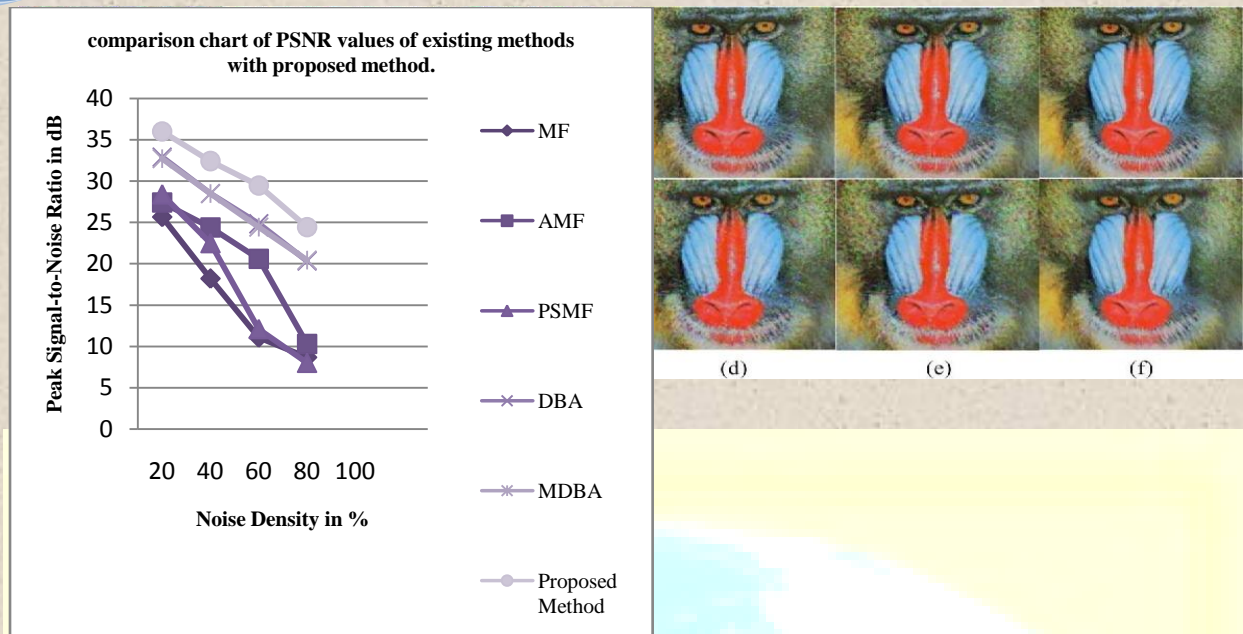 comparison chart of PSNR values of existing methods
with proposed method.
Peak Signal-to-Noise Ratio in dB
40
35
30
25
20
15
10
5
0
20 40 60 80 100
Noise Density in %
MF
AMF
PSMF
DBA
MDBA
Proposed
Method
(d) (e) (f)